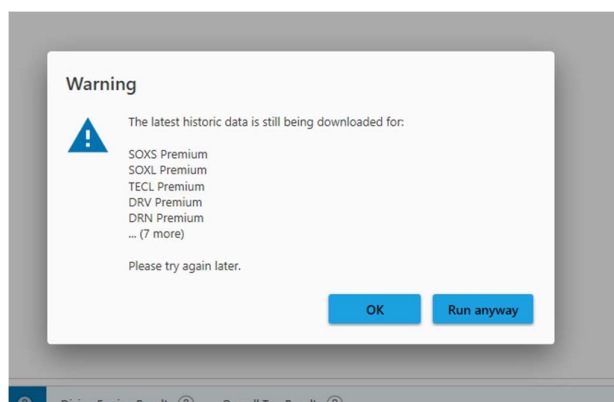 Warning
The latest historic data is still being downloaded for:
SOXS Premium
SOXL Premium
TECL Premium
DRV Premium
DRN Premium
... (7 more)
Please try again later.
OK
Run anyway